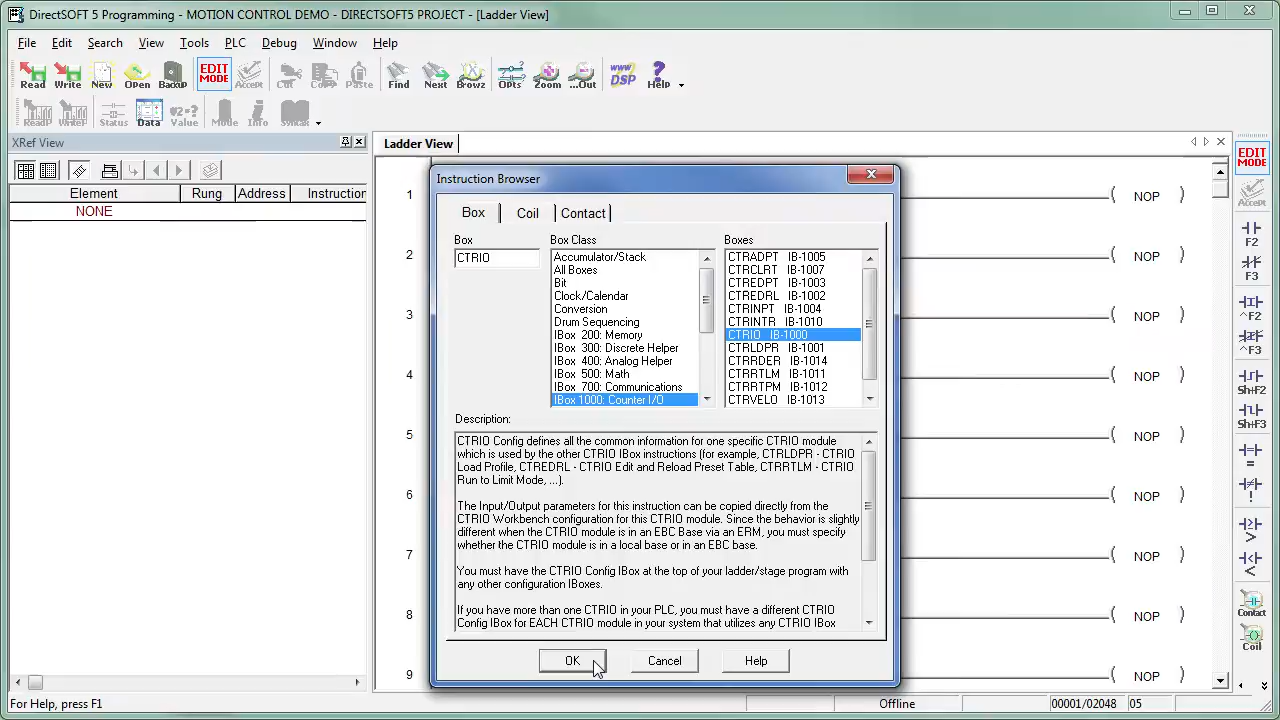 DirectSOFT 5 Programming - MOTION CONTROL DEMO - DIRECTSOFT5 PROJECT - [Ladder View]
File Edit Search View Tools PLC Debug Window Help
Read Write New Open Backup EDIT MODE Accept Cut Copy Paste Find Next Browz Opts Zoom ...Out www DSP Help
ReadP WriteP Status Data Value Mode Info
XRef View
Element Rung Address Instruction
NONE
Ladder View
1 NOP
2 NOP
3 NOP
4 NOP
5 NOP
6 NOP
7 NOP
8 NOP
9 NOP
Instruction Browser
Box Coil Contact
Box
CTRIO
Box Class
Accumulator/Stack
All Boxes
Bit
Clock/Calendar
Conversion
Drum Sequencing
IBox 200: Memory
IBox 300: Discrete Helper
IBox 400: Analog Helper
IBox 500: Math
IBox 700: Communications
IBox 1000: Counter I/O
Boxes
CTRADPT IB-1005
CTRCLRT IB-1007
CTREDPT IB-1003
CTREDRL IB-1002
CTRINPT IB-1004
CTRINTR IB-1010
CTRIO IB-1000
CTRLDPR IB-1001
CTRRDER IB-1014
CTRRTLM IB-1011
CTRRTPM IB-1012
CTRVELO IB-1013
Description:
CTRIO Config defines all the common information for one specific CTRIO module
which is used by the other CTRIO IBox instructions (for example, CTRLDPR - CTRIO
Load Profile, CTREDRL - CTRIO Edit and Reload Preset Table, CTRRTLM - CTRIO
Run to Limit Mode, ...).
The Input/Output parameters for this instruction can be copied directly from the
CTRIO Workbench configuration for this CTRIO module. Since the behavior is slightly
different when the CTRIO module is in an EBC Base via an ERM, you must specify
whether the CTRIO module is in a local base or in an EBC base.
You must have the CTRIO Config IBox at the top of your ladder/stage program with
any other configuration IBoxes.
If you have more than one CTRIO in your PLC, you must have a different CTRIO
Config IBox for EACH CTRIO module in your system that utilizes any CTRIO IBox
OK Cancel Help
EDIT MODE
Accept
F2
F3
^F2
^F3
Sh+F2
Sh+F3
=
!
>
<
Contact
Coil
For Help, press F1
Offline 00001/02048 05